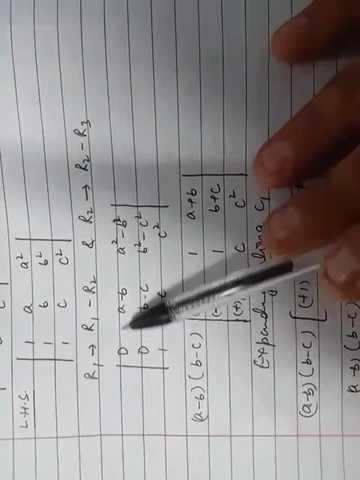 L.H.S. | 1 a a² |
| 1 b b² |
| 1 c c² |
R₁ → R₁ - R₂ & R₂ → R₂ - R₃
| 0 a-b a²-b² |
| 0 b-c b²-c² |
| 1 c c² |
(a-b) (b-c) 1 a+b |
1 b+c |
(+) c c² |
Expanding C₁
(a-b) (b-c) [ (+1)
(a-b) (b-c)